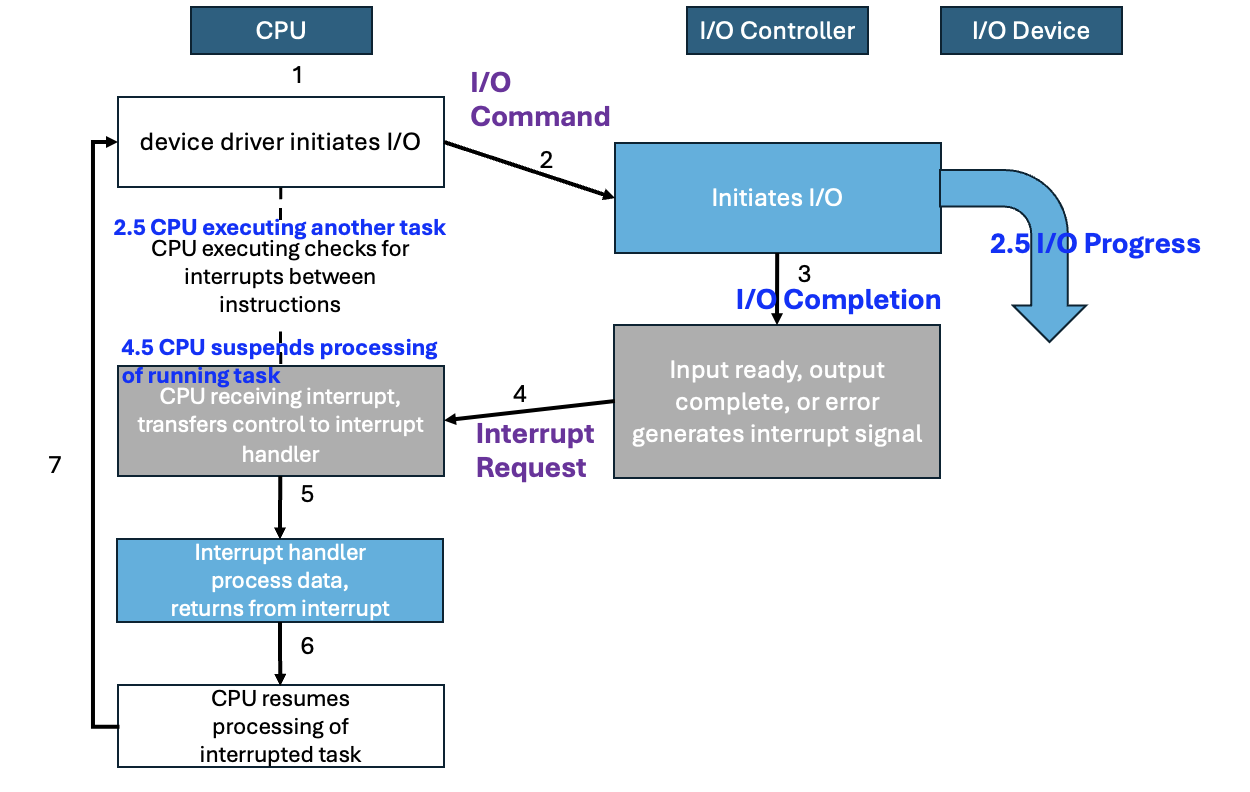 CPU
I/O Controller
I/O Device
1
device driver initiates I/O
I/O
Command
2
Initiates I/O
2.5 CPU executing another task
CPU executing checks for
interrupts between
instructions
2.5 I/O Progress
3
I/O Completion
4.5 CPU suspends processing
of running task
CPU receiving interrupt,
transfers control to interrupt
handler
4
Interrupt
Request
Input ready, output
complete, or error
generates interrupt signal
7
5
Interrupt handler
process data,
returns from interrupt
6
CPU resumes
processing of
interrupted task